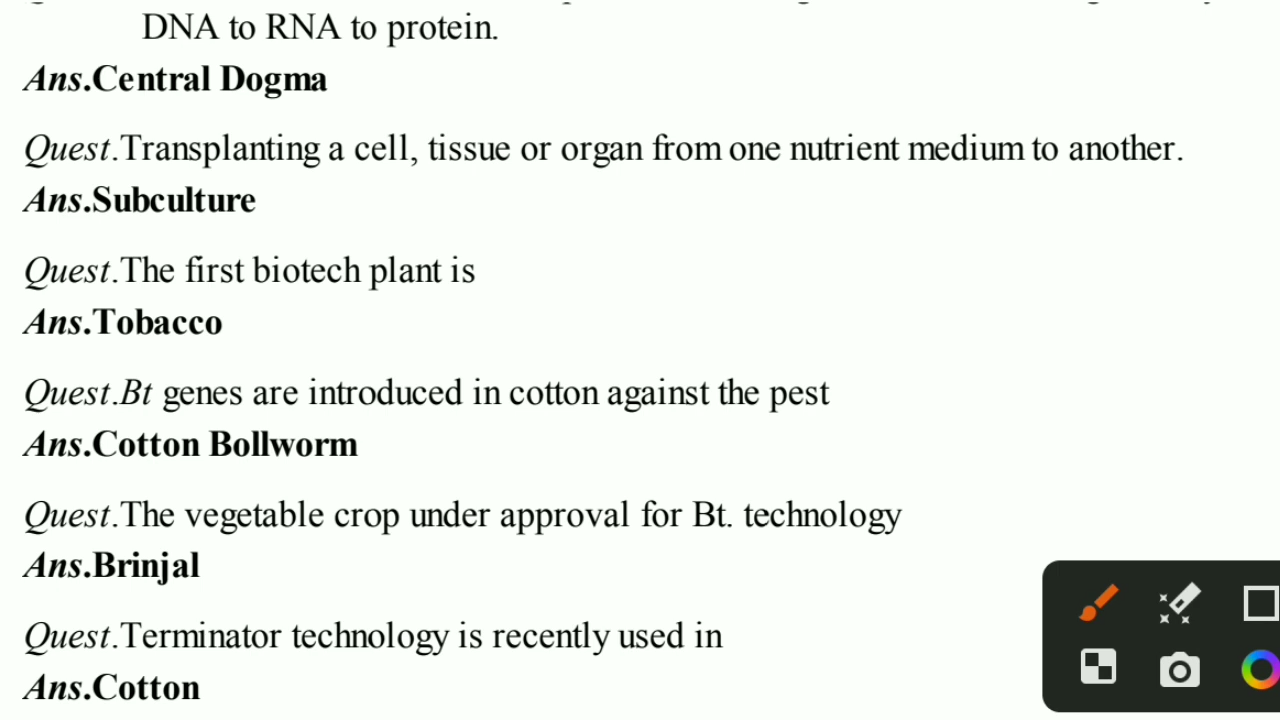 DNA to RNA to protein.
Ans.Central Dogma
Quest.Transplanting a cell, tissue or organ from one nutrient medium to another.
Ans.Subculture
Quest.The first biotech plant is
Ans.Tobacco
Quest.Bt genes are introduced in cotton against the pest
Ans.Cotton Bollworm
Quest.The vegetable crop under approval for Bt. technology
Ans.Brinjal
Quest.Terminator technology is recently used in
Ans.Cotton